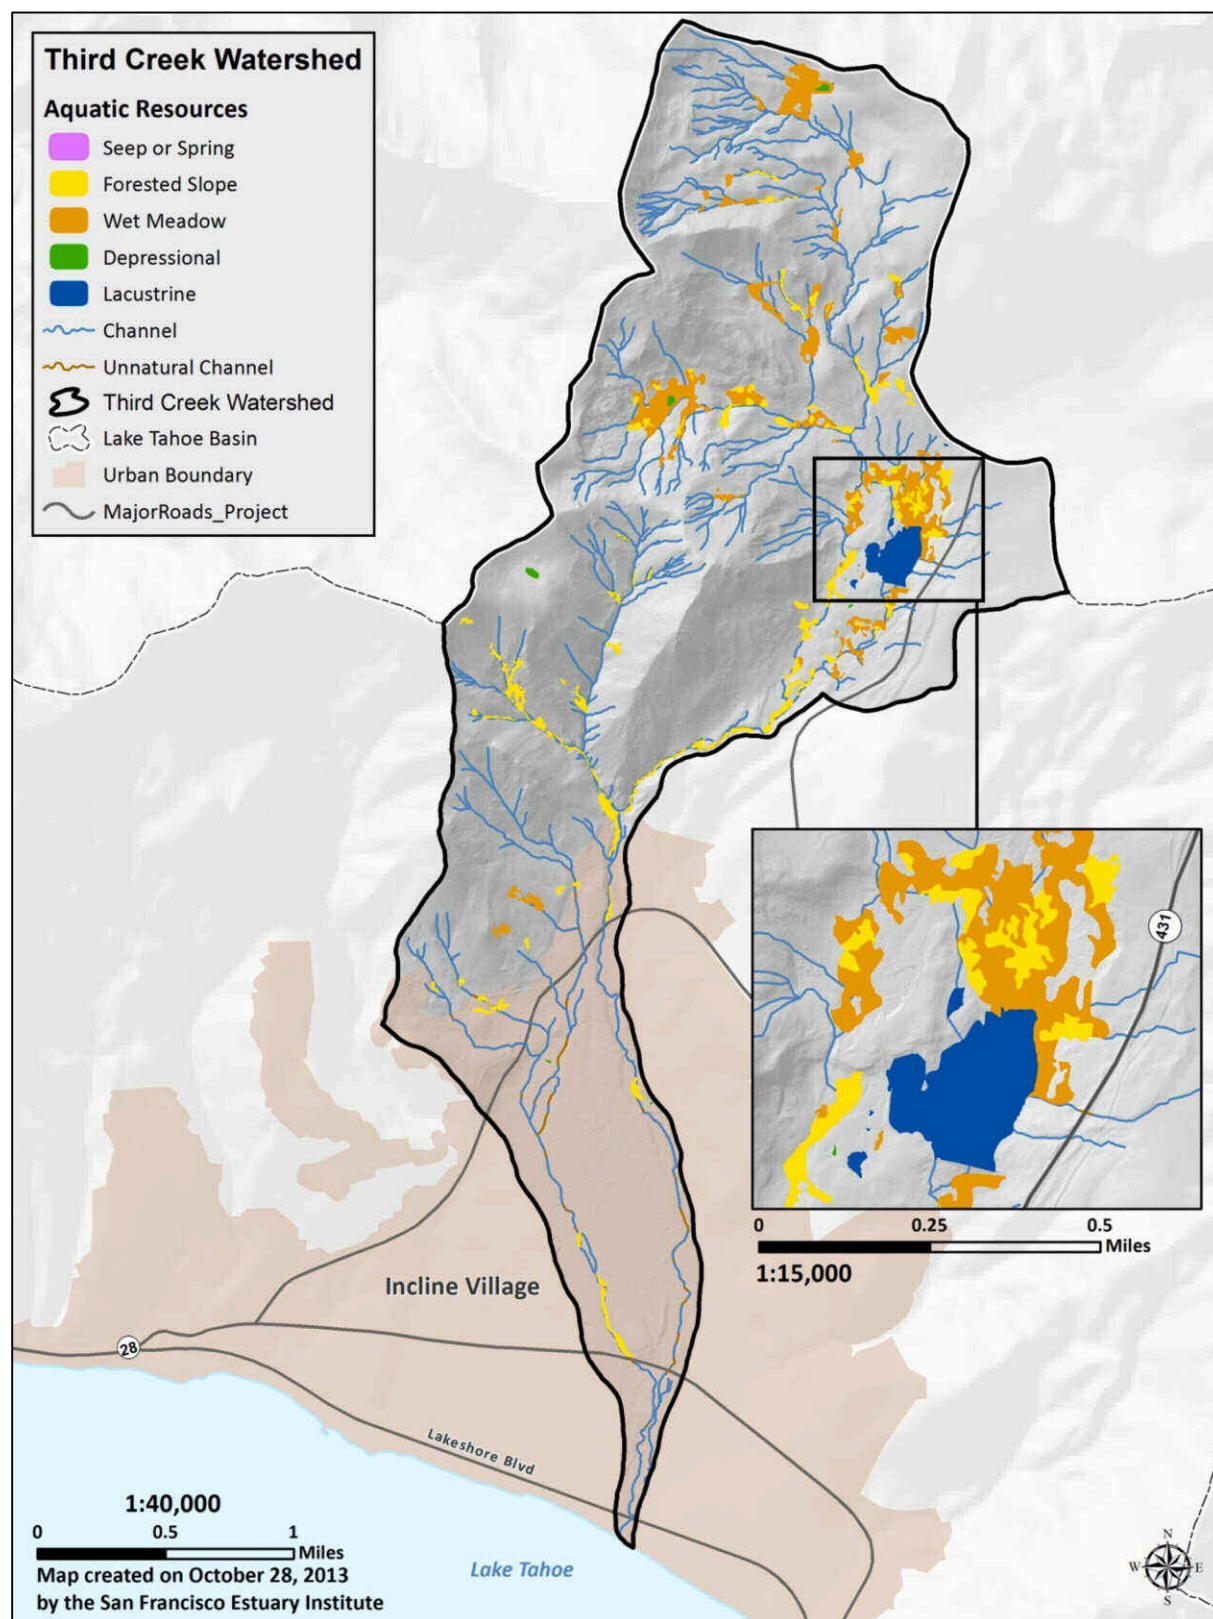 Third Creek Watershed
Aquatic Resources
Seep or Spring
Forested Slope
Wet Meadow
Depressional
Lacustrine
Channel
Unnatural Channel
Third Creek Watershed
Lake Tahoe Basin
Urban Boundary
MajorRoads_Project
431
0 0.25 0.5
Miles
1:15,000
Incline Village
28
Lakeshore Blvd
1:40,000
0 0.5 1
Miles
Map created on October 28, 2013
by the San Francisco Estuary Institute
Lake Tahoe
N
W E
S